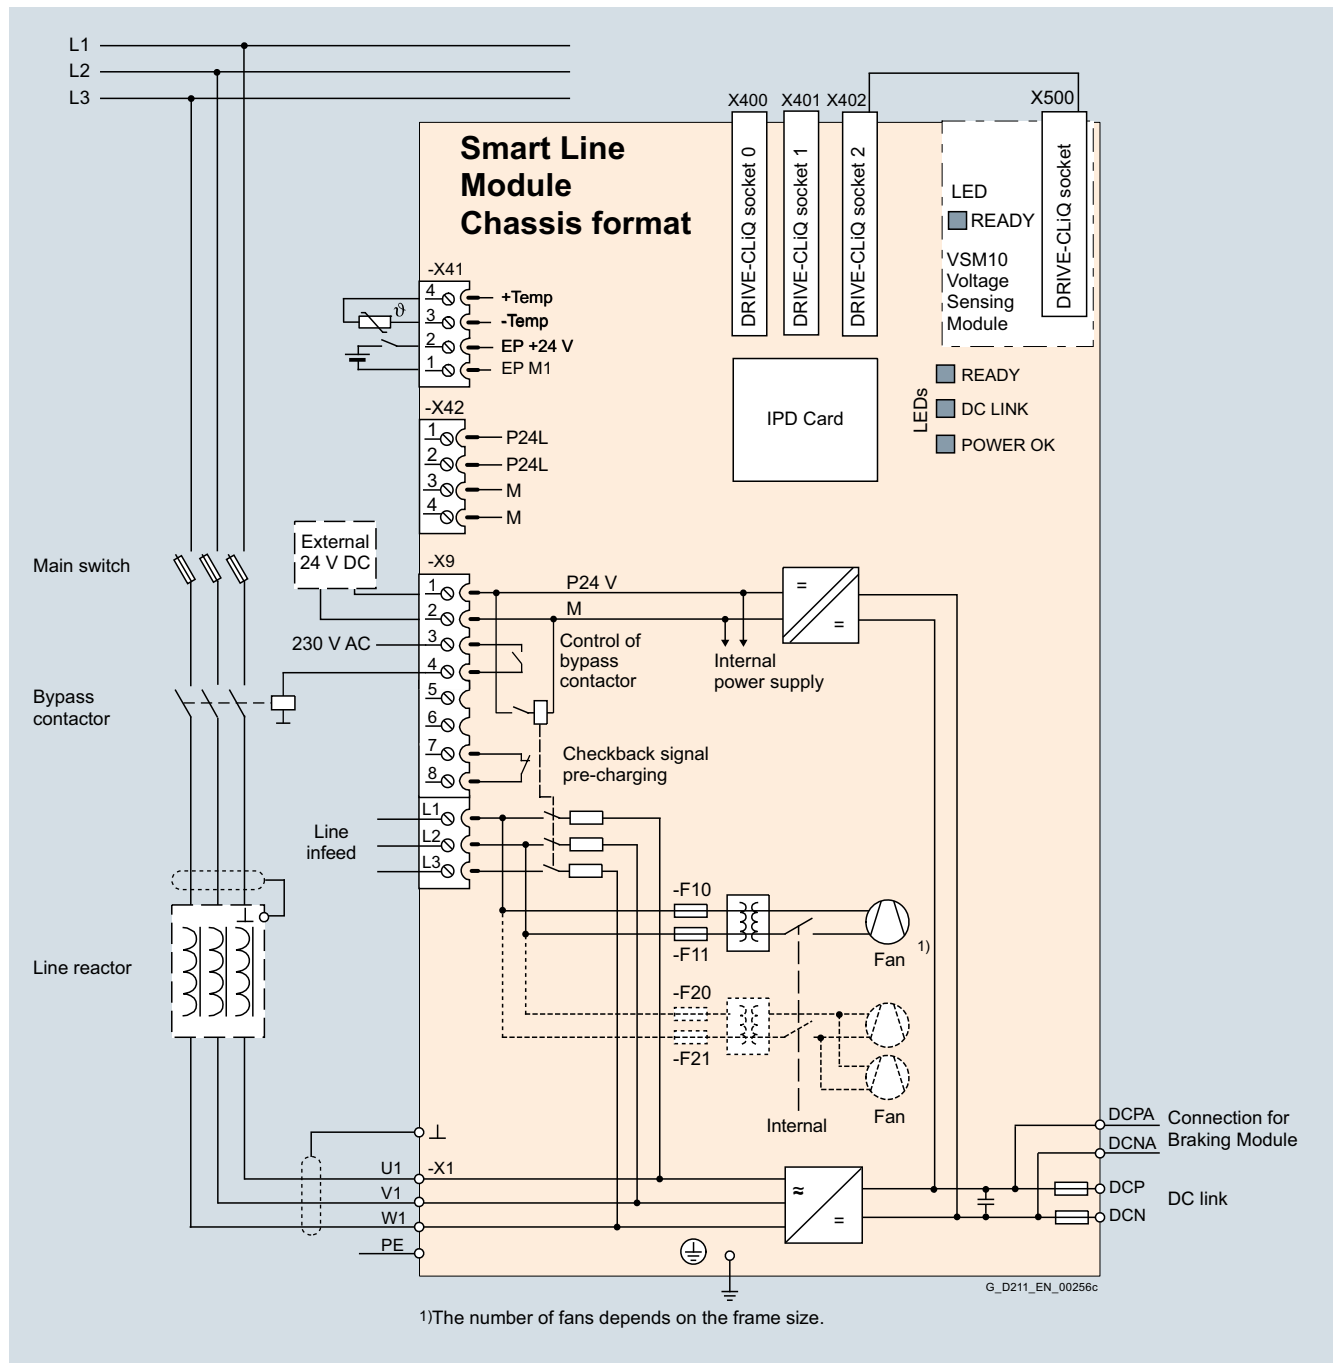 L1
L2
L3
X400 X401 X402 X500
Smart Line
Module
Chassis format
DRIVE-CLiQ socket 0
DRIVE-CLiQ socket 1
DRIVE-CLiQ socket 2
DRIVE-CLiQ socket
LED
READY
VSM10
Voltage
Sensing
Module
-X41
4 +Temp
ϑ
3 -Temp
2 EP +24 V
1 EP M1
IPD Card
LEDs
READY
DC LINK
POWER OK
-X42
1 P24L
2 P24L
3 M
4 M
Main switch
External
24 V DC
-X9
1 P24 V
2 M
=
=
230 V AC 3
4
5
6
7
8
Control of
bypass
contactor
Internal
power supply
Bypass
contactor
Checkback signal
pre-charging
Line
infeed
L1
L2
L3
-F10
-F11
Fan 1)
Line reactor
-F20
-F21
Fan
Internal
DCPA
DCNA
Connection for
Braking Module
U1 -X1
V1
W1
PE
≈
=
DCP
DCN
DC link
G_D211_EN_00256c
1)The number of fans depends on the frame size.